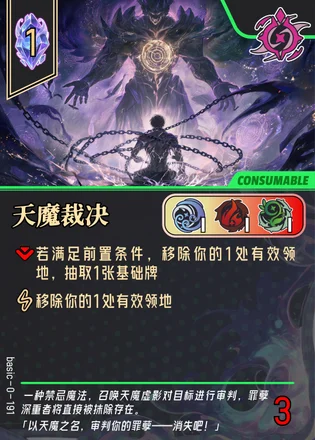 1
CONSUMABLE
天魔裁决
若满足前置条件，移除你的1处有效领
地，抽取1张基础牌
移除你的1处有效领地
basic-0-191
一种禁忌魔法，召唤天魔虚影对目标进行审判，罪孽
深重者将直接被抹除存在。
「以天魔之名，审判你的罪孽——消失吧！」
3